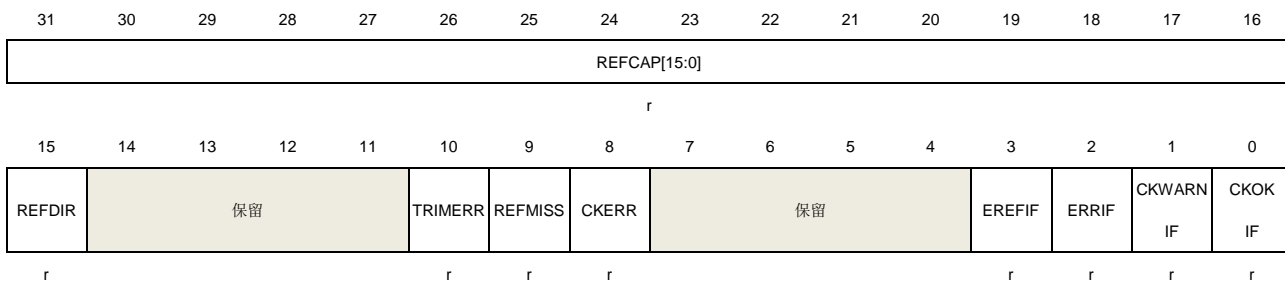 31 30 29 28 27 26 25 24 23 22 21 20 19 18 17 16
REFCAP[15:0]
r
15 14 13 12 11 10 9 8 7 6 5 4 3 2 1 0
REFDIR 保留 TRIMERR REFMISS CKERR 保留 EREFIF ERRIF CKWARN CKOK
IF IF
r r r r r r r r